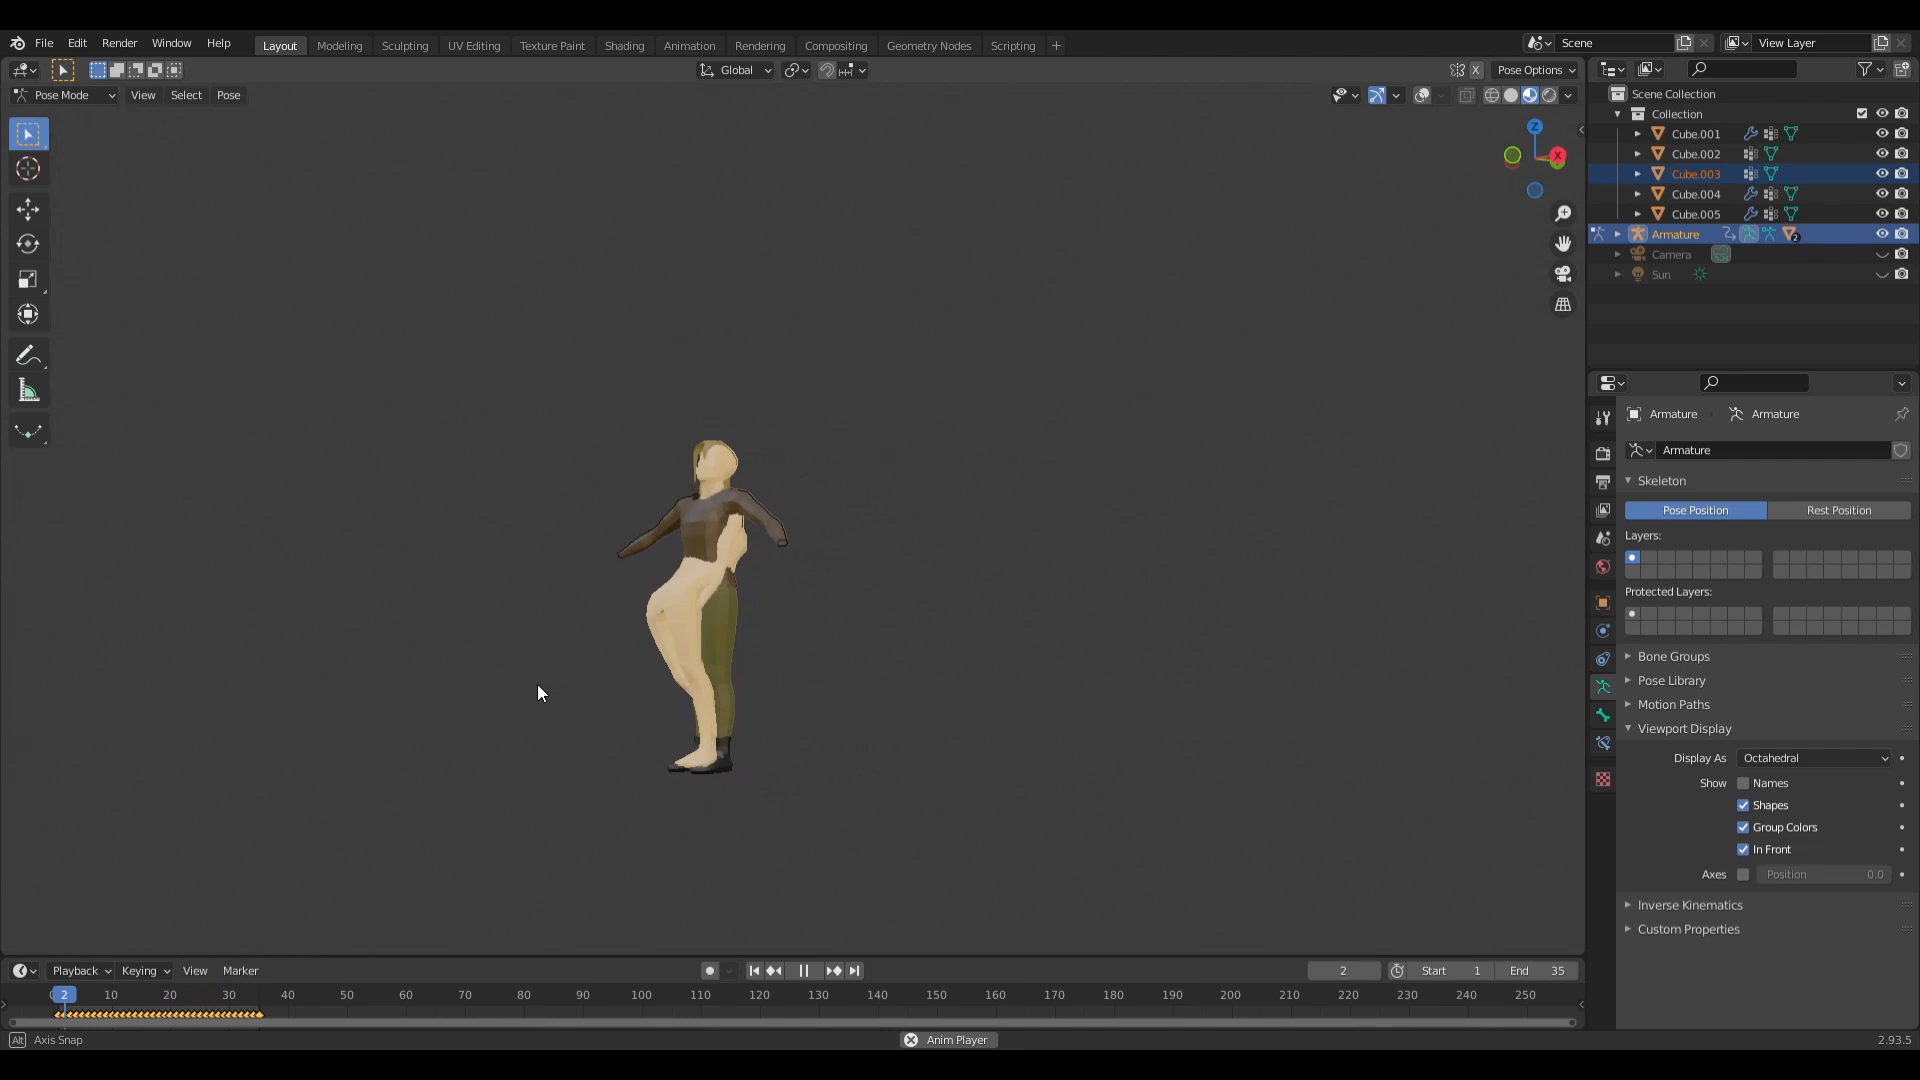 File Edit Render Window Help Layout Modeling Sculpting UV Editing Texture Paint Shading Animation Rendering Compositing Geometry Nodes Scripting + Scene View Layer
Global X Pose Options
Pose Mode View Select Pose
Z
X
Scene Collection
Collection
Cube.001
Cube.002
Cube.003
Cube.004
Cube.005
Armature 2
Camera
Sun
Armature Armature
Armature
Skeleton
Pose Position Rest Position
Layers:
Protected Layers:
Bone Groups
Pose Library
Motion Paths
Viewport Display
Display As Octahedral
Show Names
Shapes
Group Colors
In Front
Axes Position 0.0
Inverse Kinematics
Custom Properties
Playback Keying View Marker 2 Start 1 End 35
2 10 20 30 40 50 60 70 80 90 100 110 120 130 140 150 160 170 180 190 200 210 220 230 240 250
Alt Axis Snap Anim Player 2.93.5